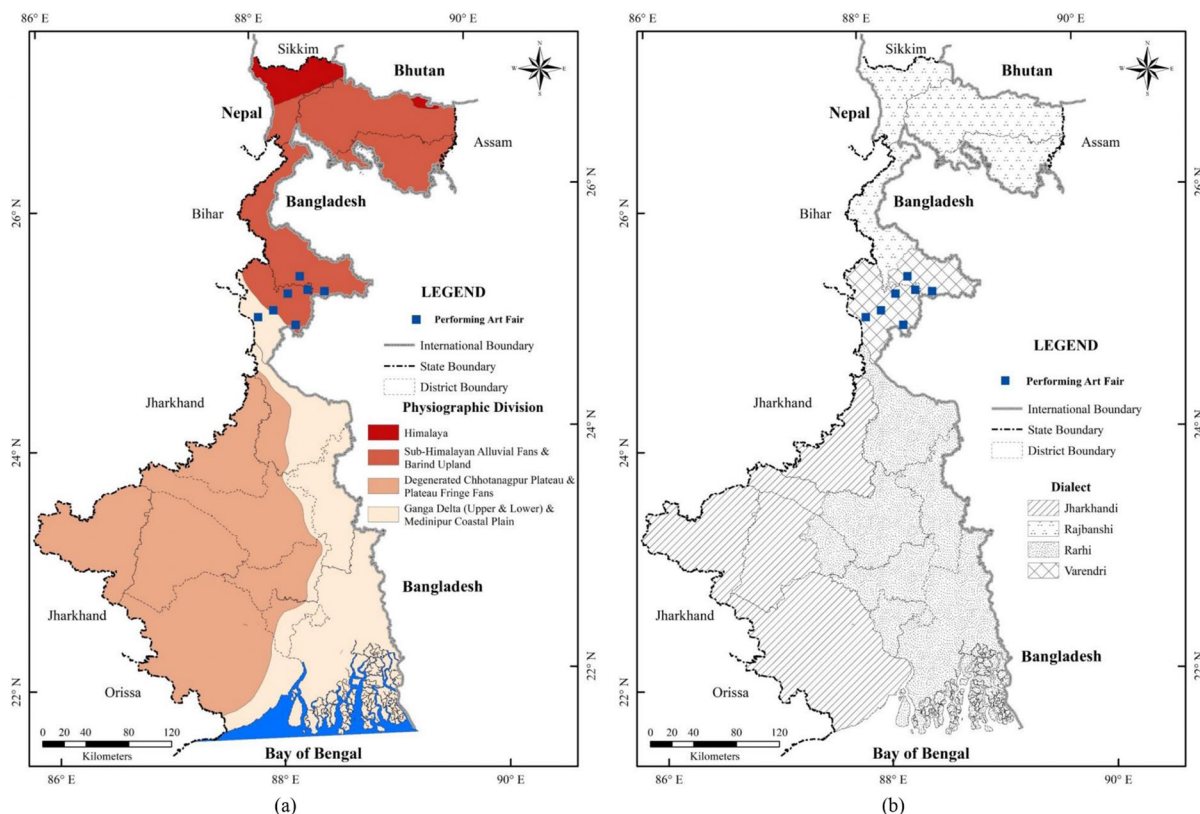 86° E
88° E
90° E
Sikkim
N
W
E
S
Bhutan
Nepal
Assam
26° N
Bangladesh
Bihar
LEGEND
Performing Art Fair
International Boundary
State Boundary
District Boundary
Physiographic Division
Himalaya
Sub-Himalayan Alluvial Fans &
Barind Upland
Degenerated Chhotanagpur Plateau &
Plateau Fringe Fans
Ganga Delta (Upper & Lower) &
Medinipur Coastal Plain
Jharkhand
24° N
Bangladesh
Jharkhand
22° N
Orissa
0 20 40 80 120
Kilometers
Bay of Bengal
86° E
88° E
90° E
(a)
86° E
88° E
90° E
Sikkim
N
W
E
S
Bhutan
Nepal
Assam
26° N
Bangladesh
Bihar
LEGEND
Performing Art Fair
International Boundary
State Boundary
District Boundary
Dialect
Jharkhandi
Rajbanshi
Rarhi
Varendri
Jharkhand
24° N
Jharkhand
Bangladesh
22° N
Orissa
0 20 40 80 120
Kilometers
Bay of Bengal
86° E
88° E
90° E
(b)